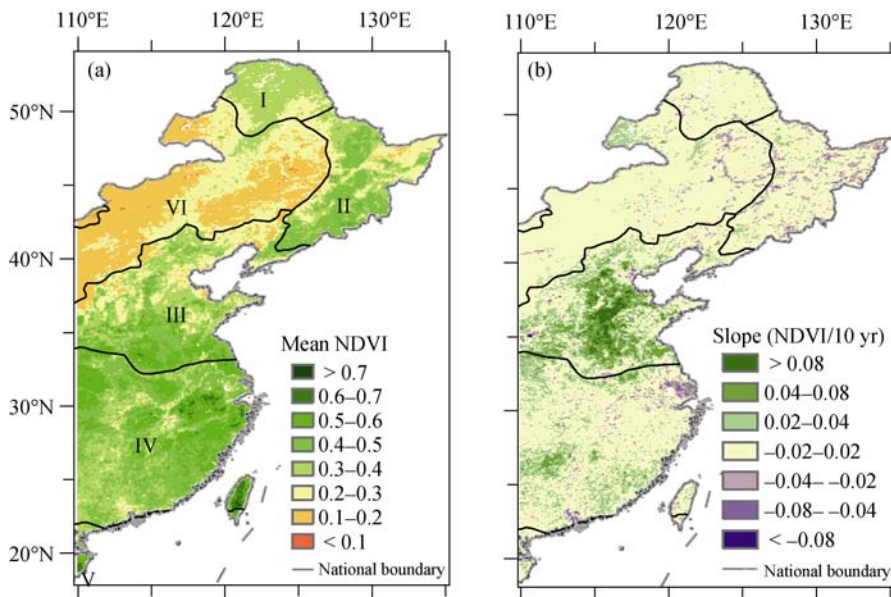 110°E 120°E 130°E
(a)
50°N
40°N
30°N
20°N
I
II
VI
III
IV
V
Mean NDVI
> 0.7
0.6–0.7
0.5–0.6
0.4–0.5
0.3–0.4
0.2–0.3
0.1–0.2
< 0.1
National boundary
110°E 120°E 130°E
(b)
Slope (NDVI/10 yr)
> 0.08
0.04–0.08
0.02–0.04
–0.02–0.02
–0.04– –0.02
–0.08– –0.04
< –0.08
National boundary